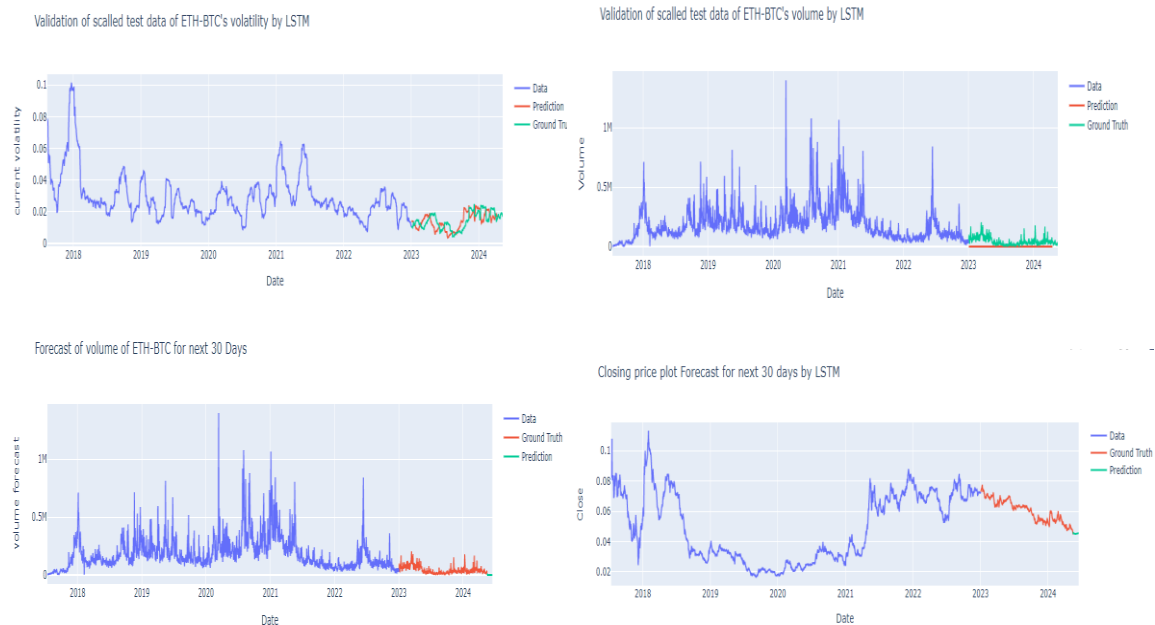 Validation of scalled test data of ETH-BTC's volatility by LSTM
0.1
0.08
0.06
0.04
0.02
0
current volatility
2018 2019 2020 2021 2022 2023 2024
Date
Data
Prediction
Ground Tru
Validation of scalled test data of ETH-BTC's volume by LSTM
1M
0.5M
0
Volume
2018 2019 2020 2021 2022 2023 2024
Date
Data
Prediction
Ground Truth
Forecast of volume of ETH-BTC for next 30 Days
1M
0.5M
0
volume forecast
2018 2019 2020 2021 2022 2023 2024
Date
Data
Ground Truth
Prediction
Closing price plot Forecast for next 30 days by LSTM
0.1
0.08
0.06
0.04
0.02
Close
2018 2019 2020 2021 2022 2023 2024
Date
Data
Ground Truth
Prediction